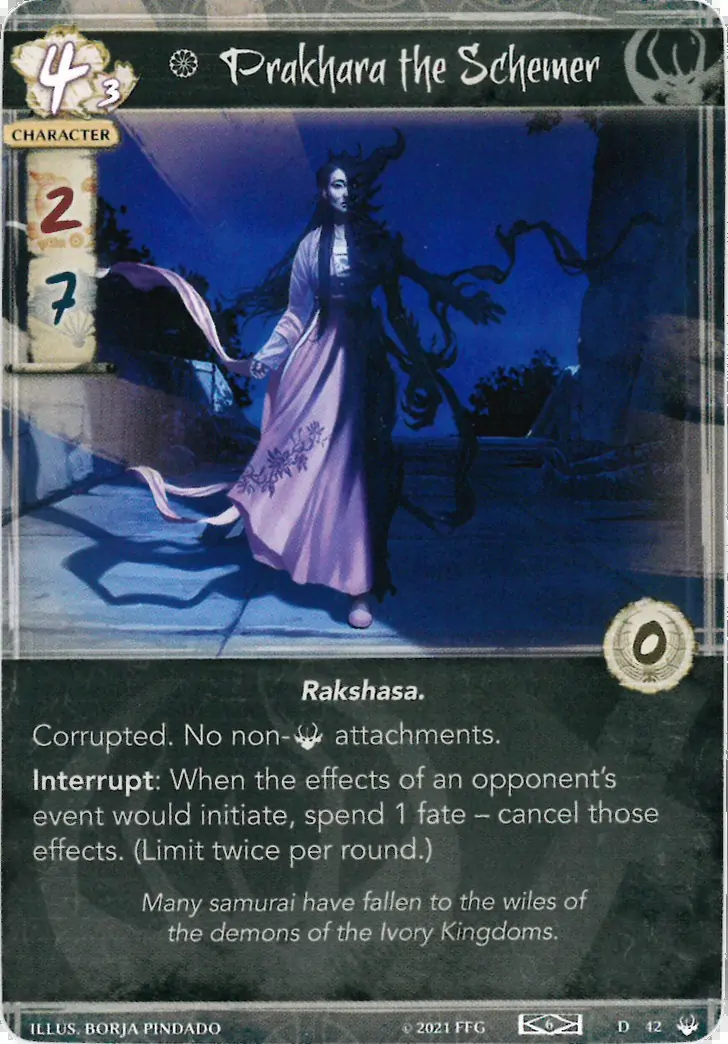 4 3
Prakhara the Schemer
CHARACTER
2
7
0
Rakshasa.
Corrupted. No non- attachments.
Interrupt: When the effects of an opponent's
event would initiate, spend 1 fate – cancel those
effects. (Limit twice per round.)
Many samurai have fallen to the wiles of
the demons of the Ivory Kingdoms.
ILLUS. BORJA PINDADO © 2021 FFG 6 D 42